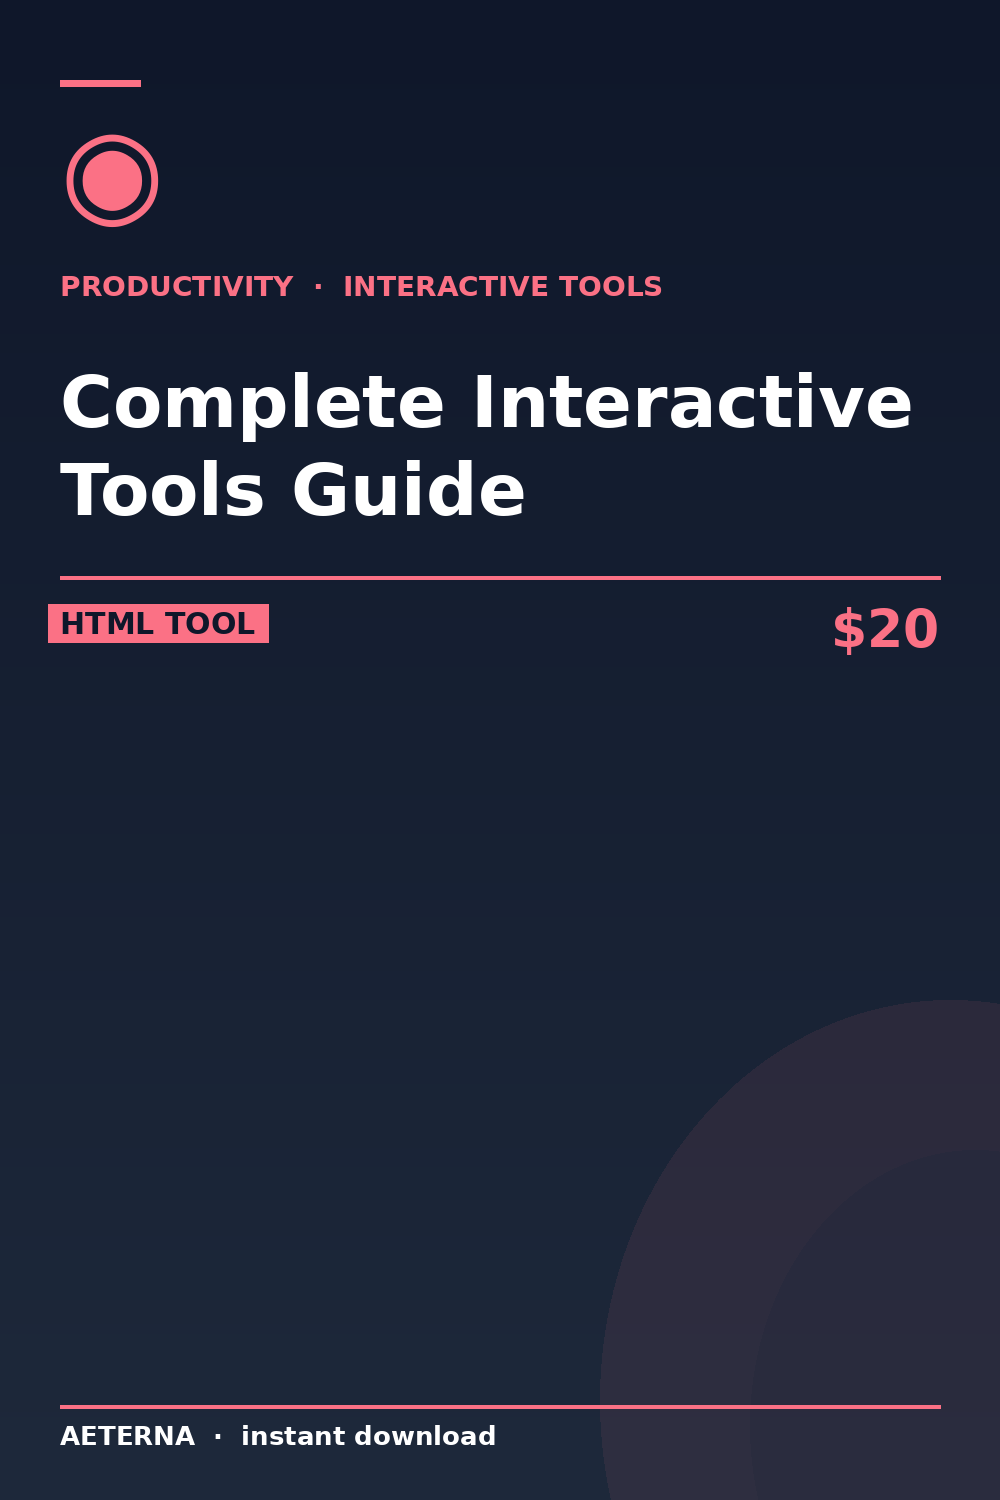 PRODUCTIVITY · INTERACTIVE TOOLS
Complete Interactive
Tools Guide
HTML TOOL
$20
AETERNA · instant download